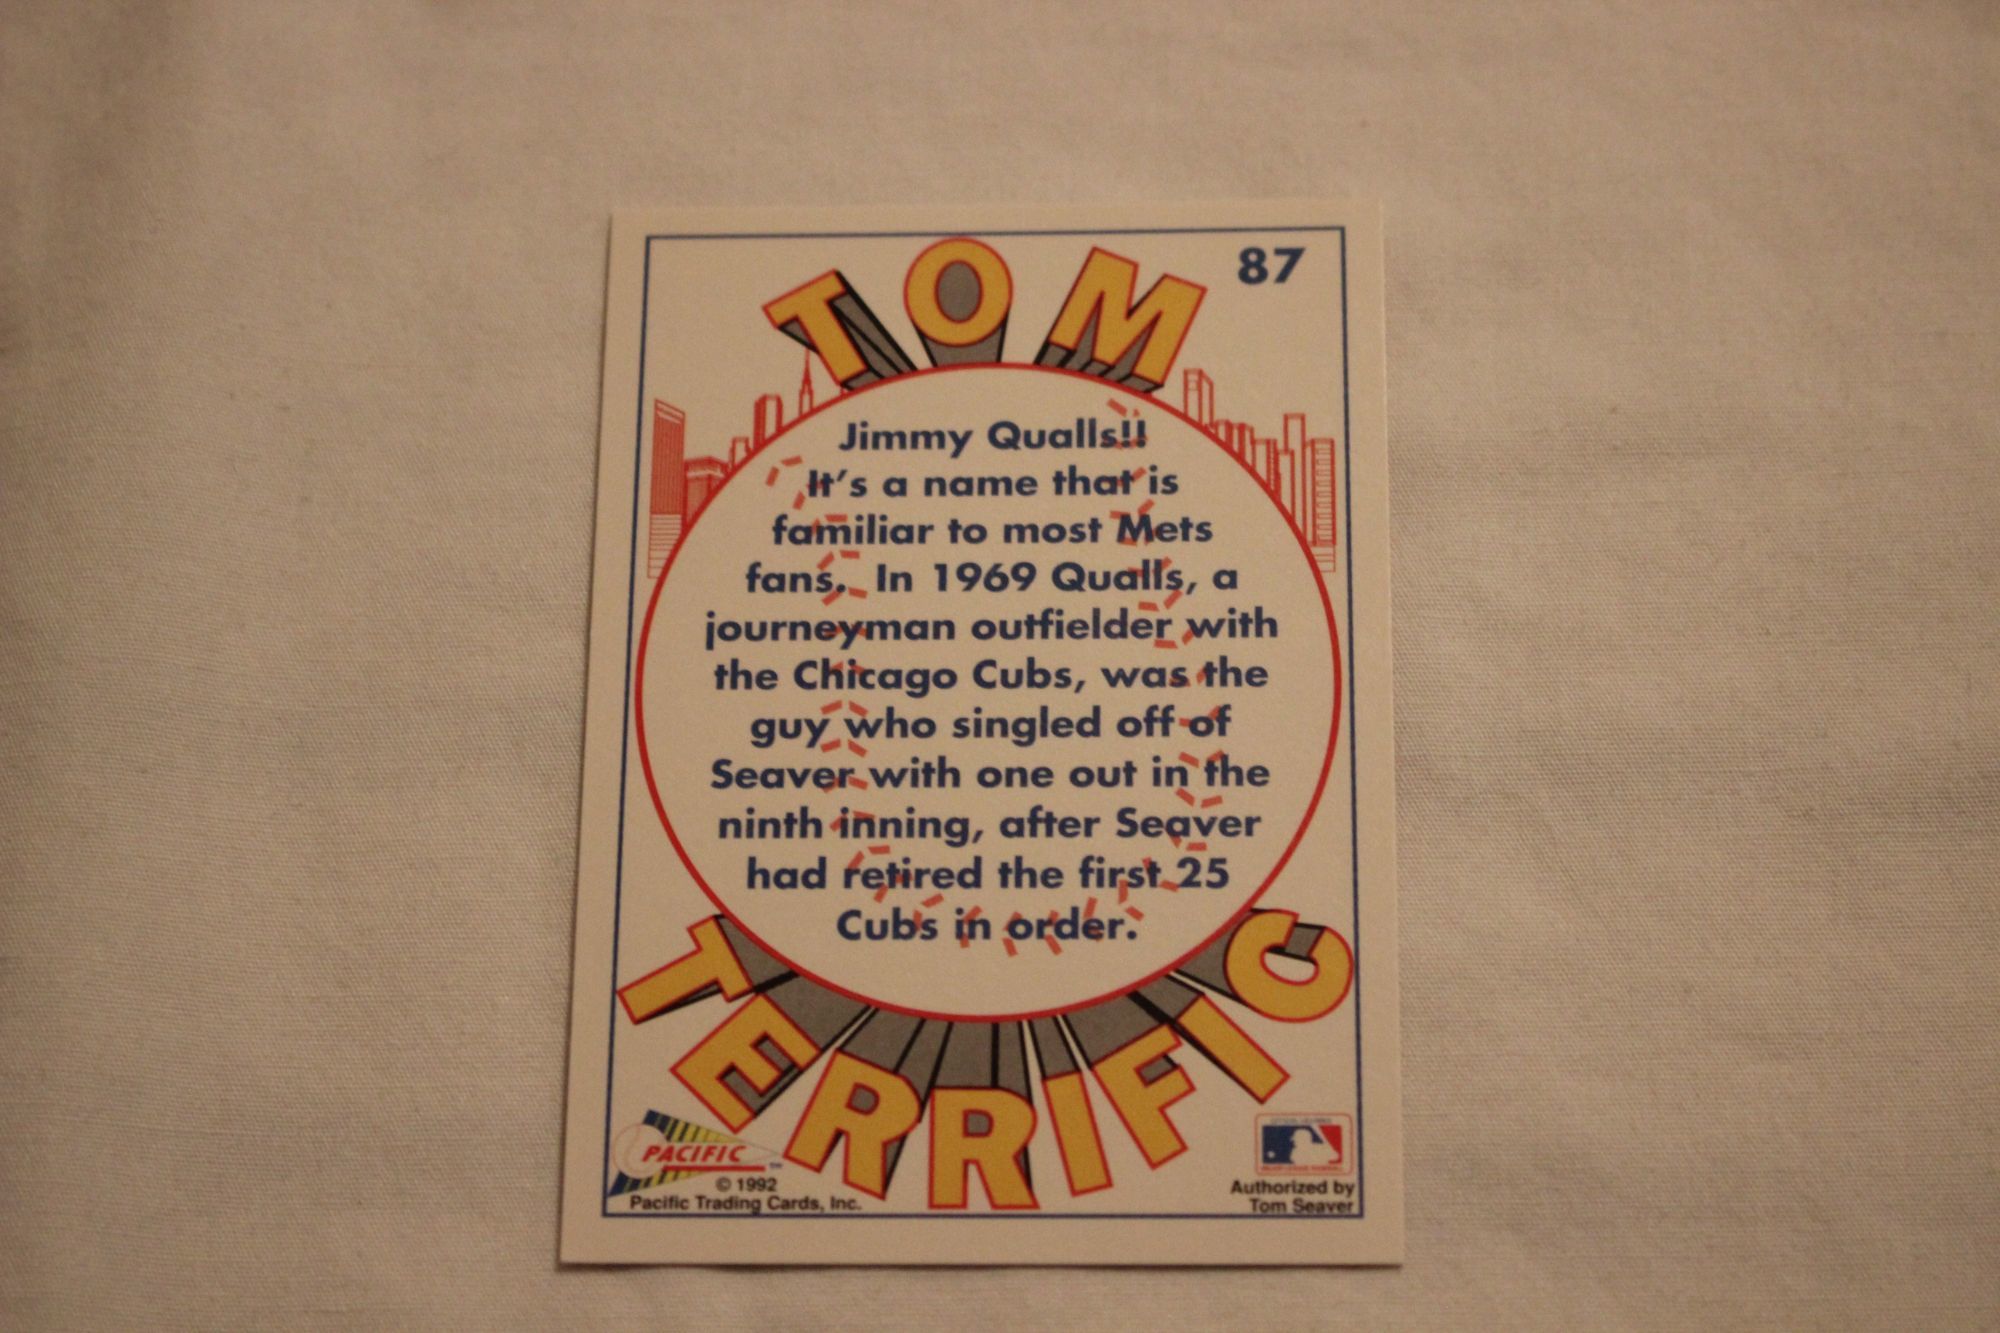 TOM
87
Jimmy Qualls!!
It's a name that is
familiar to most Mets
fans. In 1969 Qualls, a
journeyman outfielder with
the Chicago Cubs, was the
guy who singled off of
Seaver with one out in the
ninth inning, after Seaver
had retired the first 25
Cubs in order.
TERRIFIC
PACIFIC
© 1992
Pacific Trading Cards, Inc.
Authorized by
Tom Seaver